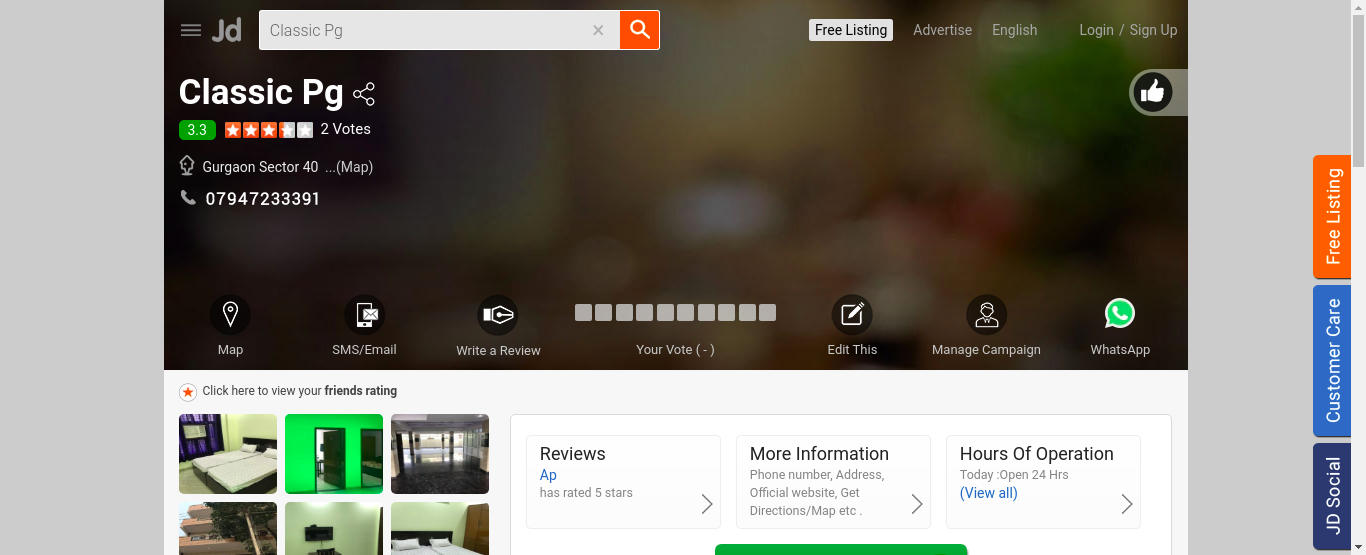 Jd
Classic Pg
Free Listing
Advertise
English
Login / Sign Up
Classic Pg
3.3
2 Votes
Gurgaon Sector 40 ...(Map)
07947233391
Map
SMS/Email
Write a Review
Your Vote ( - )
Edit This
Manage Campaign
WhatsApp
Click here to view your friends rating
Reviews
Ap
has rated 5 stars
More Information
Phone number, Address,
Official website, Get
Directions/Map etc .
Hours Of Operation
Today :Open 24 Hrs
(View all)
Free Listing
Customer Care
JD Social